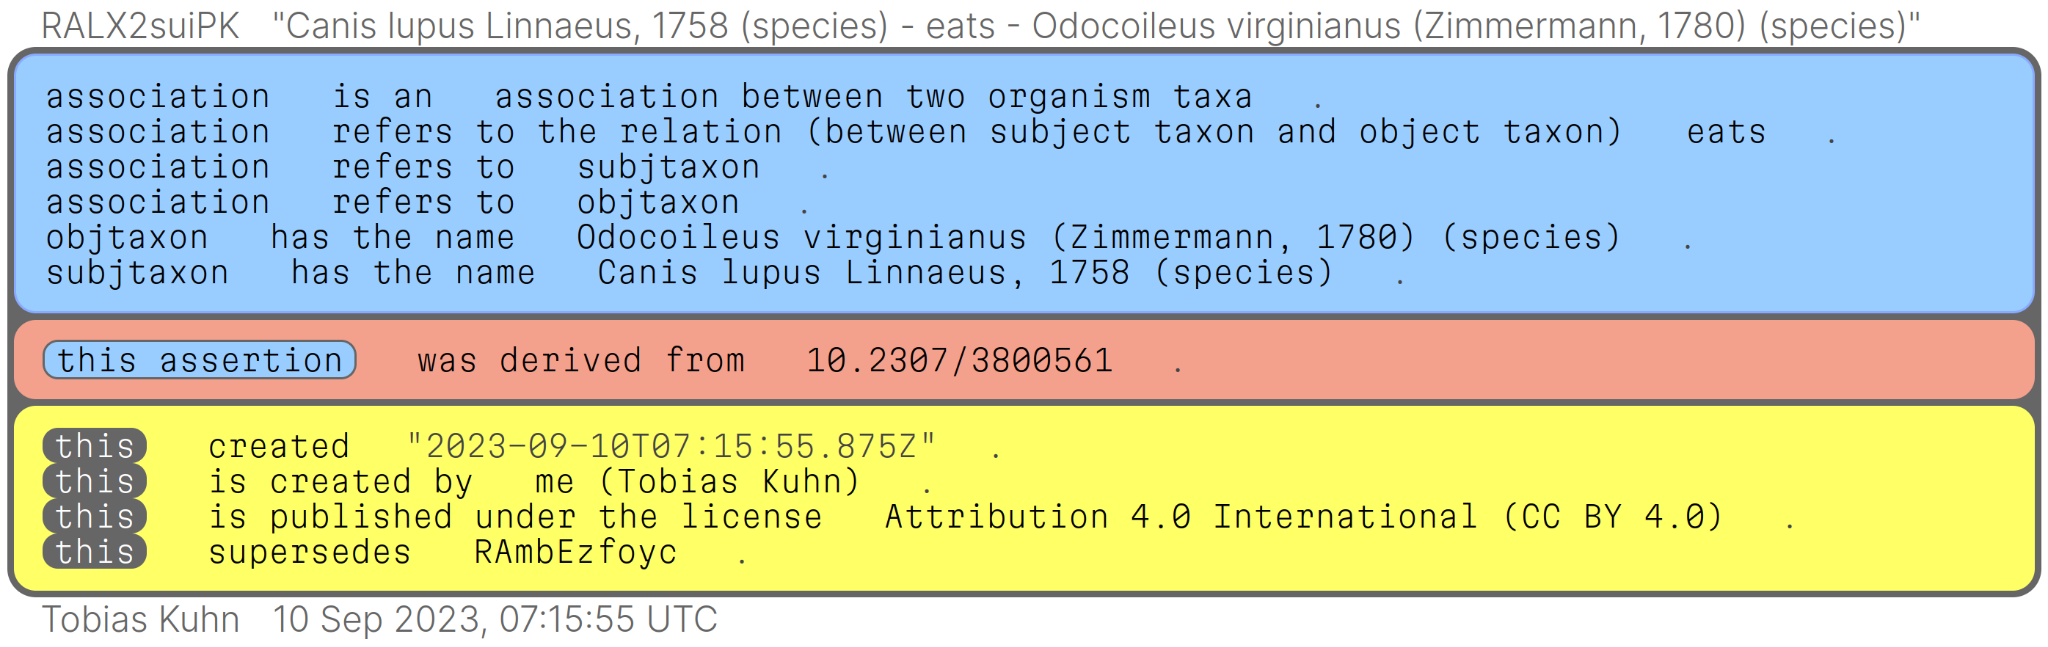 RALX2suiPK "Canis lupus Linnaeus, 1758 (species) - eats - Odocoileus virginianus (Zimmermann, 1780) (species)"
association is an association between two organism taxa .
association refers to the relation (between subject taxon and object taxon) eats .
association refers to subjtaxon .
association refers to objtaxon .
objtaxon has the name Odocoileus virginianus (Zimmermann, 1780) (species) .
subjtaxon has the name Canis lupus Linnaeus, 1758 (species) .
this assertion was derived from 10.2307/3800561 .
this created "2023-09-10T07:15:55.875Z" .
this is created by me (Tobias Kuhn) .
this is published under the license Attribution 4.0 International (CC BY 4.0) .
this supersedes RAmbEzfoyc .
Tobias Kuhn 10 Sep 2023, 07:15:55 UTC